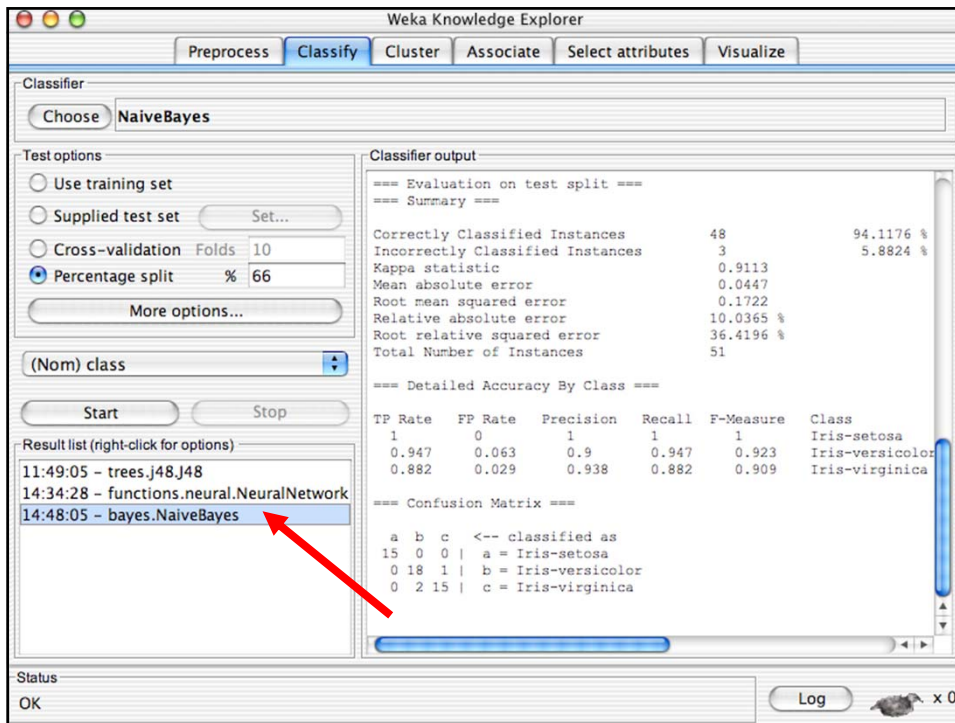 Weka Knowledge Explorer
Preprocess Classify Cluster Associate Select attributes Visualize
Classifier
Choose NaiveBayes
Test options
Use training set
Supplied test set Set...
Cross-validation Folds 10
Percentage split % 66
More options...
(Nom) class
Start Stop
Result list (right-click for options)
11:49:05 - trees.j48.J48
14:34:28 - functions.neural.NeuralNetwork
14:48:05 - bayes.NaiveBayes
Classifier output
=== Evaluation on test split ===
=== Summary ===
Correctly Classified Instances 48 94.1176 %
Incorrectly Classified Instances 3 5.8824 %
Kappa statistic 0.9113
Mean absolute error 0.0447
Root mean squared error 0.1722
Relative absolute error 10.0365 %
Root relative squared error 36.4196 %
Total Number of Instances 51
=== Detailed Accuracy By Class ===
TP Rate FP Rate Precision Recall F-Measure Class
1 0 1 1 1 Iris-setosa
0.947 0.063 0.9 0.947 0.923 Iris-versicolor
0.882 0.029 0.938 0.882 0.909 Iris-virginica
=== Confusion Matrix ===
a b c <-- classified as
15 0 0 | a = Iris-setosa
0 18 1 | b = Iris-versicolor
0 2 15 | c = Iris-virginica
Status
OK
Log x 0